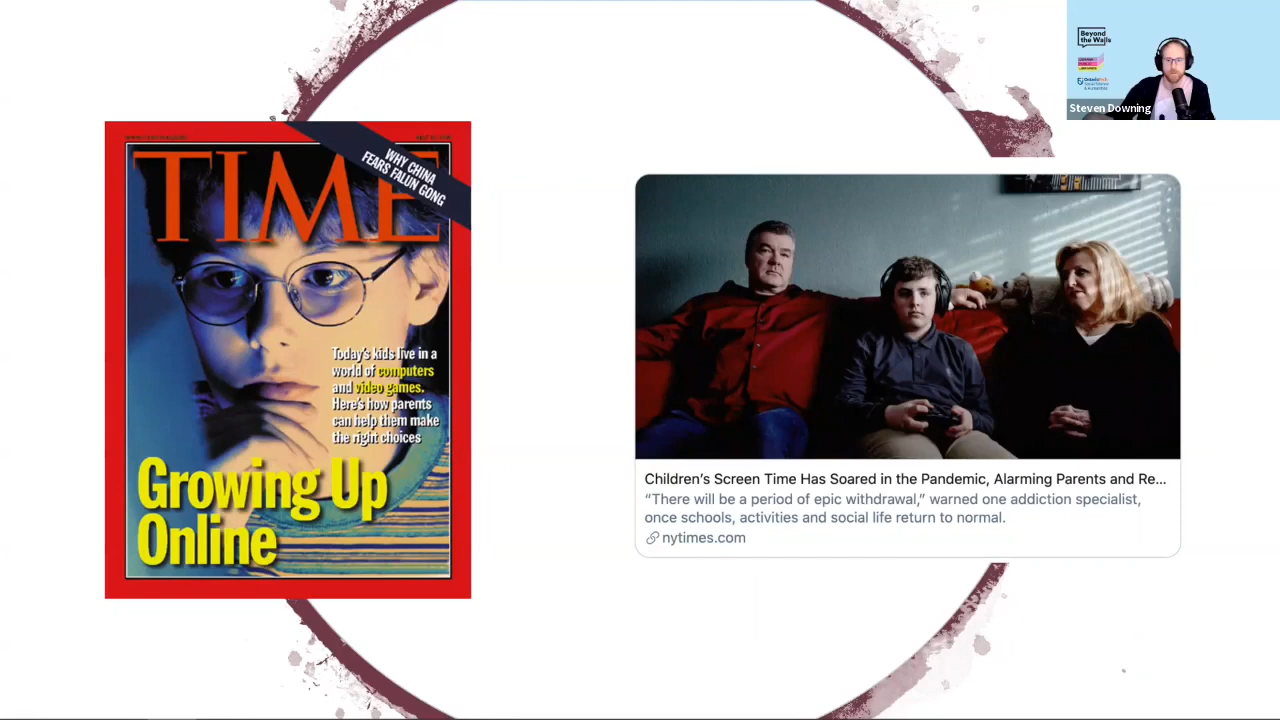 WHY CHINA
FEARS FALUN GONG
TIME
Today's kids live in a
world of computers
and video games.
Here's how parents
can help them make
the right choices
Growing Up
Online
Children's Screen Time Has Soared in the Pandemic, Alarming Parents and Re...
“There will be a period of epic withdrawal,” warned one addiction specialist,
once schools, activities and social life return to normal.
nytimes.com
Beyond
the Walls
Steven Downing